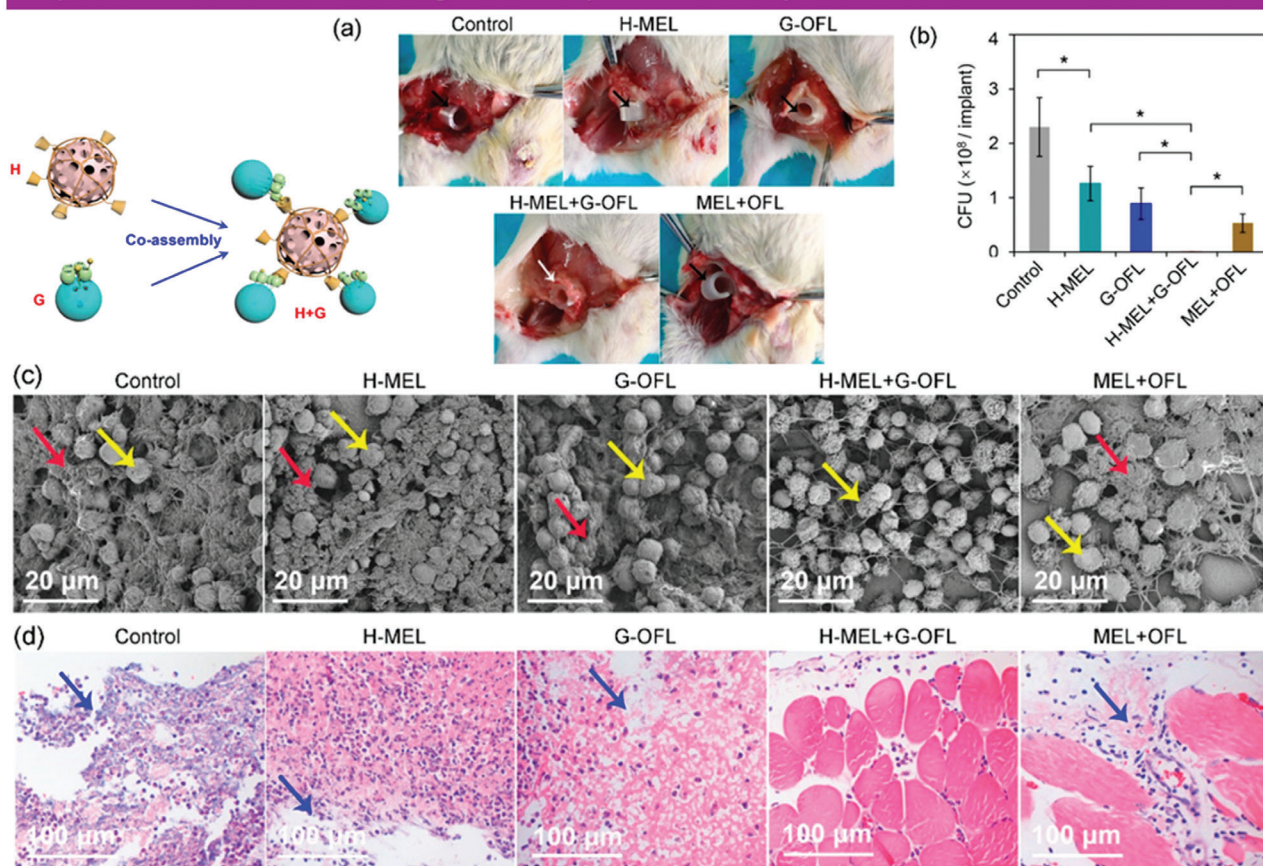 (a)
Control
H-MEL
G-OFL
H-MEL+G-OFL
MEL+OFL
H
G
Co-assembly
H+G
(b)
CFU (×10⁸ / implant)
4
3
2
1
0
*
*
*
*
Control
H-MEL
G-OFL
H-MEL+G-OFL
MEL+OFL
(c)
Control
H-MEL
G-OFL
H-MEL+G-OFL
MEL+OFL
20 µm
20 µm
20 µm
20 µm
20 µm
(d)
Control
H-MEL
G-OFL
H-MEL+G-OFL
MEL+OFL
100 µm
100 µm
100 µm
100 µm
100 µm